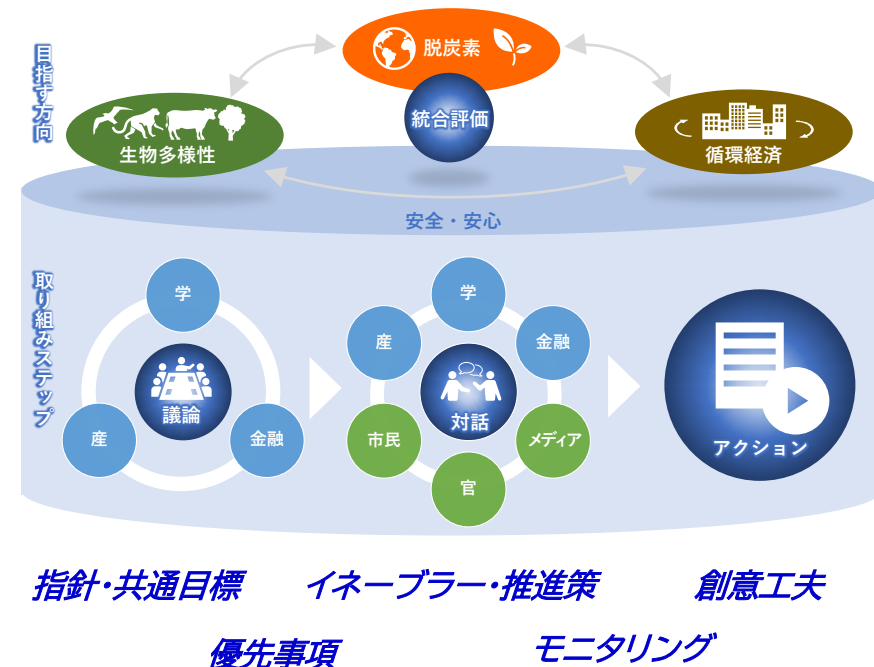 目指す方向
脱炭素
統合評価
生物多様性
循環経済
安全・安心
取り組みステップ
学
産
金融
議論
学
産
金融
対話
市民
メディア
官
アクション
指針・共通目標
イネーブラー・推進策
創意工夫
優先事項
モニタリング